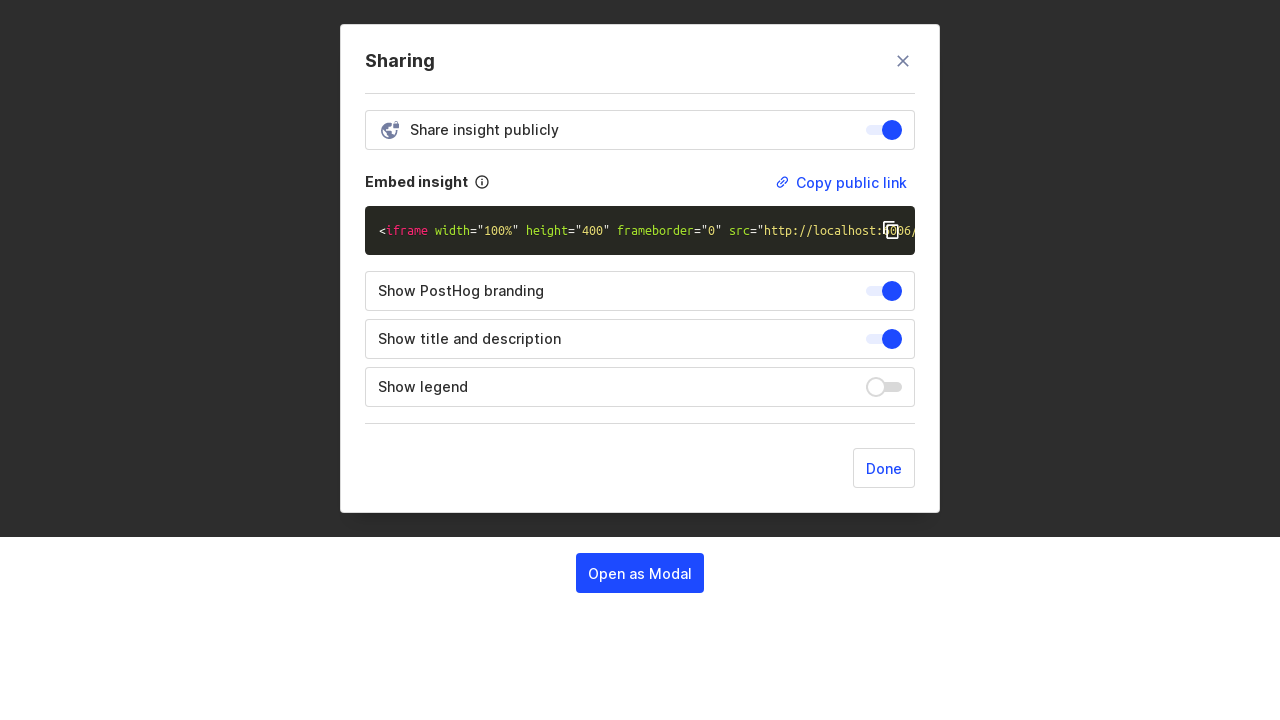 Sharing
Share insight publicly
Embed insight
Copy public link
<iframe width="100%" height="400" frameborder="0" src="http://localhost:6006/
Show PostHog branding
Show title and description
Show legend
Done
Open as Modal